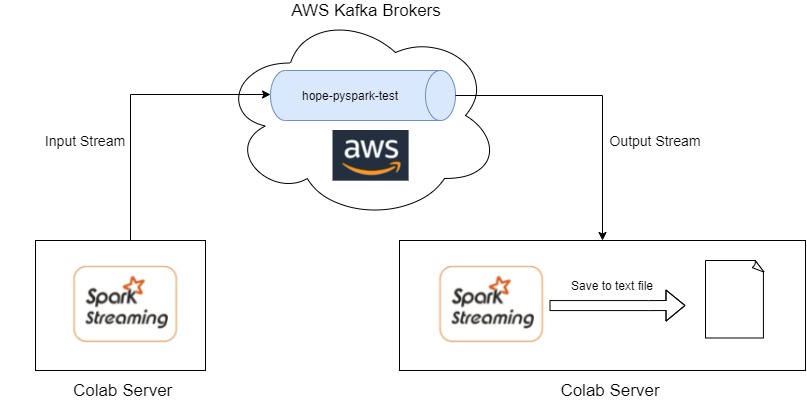 AWS Kafka Brokers
hope-pyspark-test
aws
Input Stream
Output Stream
Spark
Streaming
Spark
Streaming
Save to text file
Colab Server
Colab Server